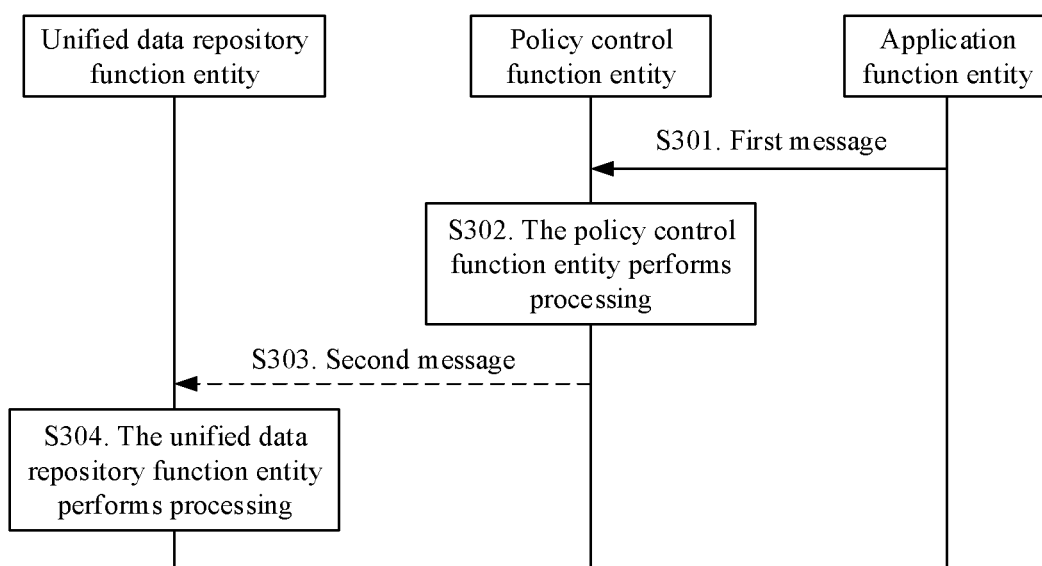 Unified data repository
function entity
Policy control
function entity
Application
function entity
S301. First message
S302. The policy control
function entity performs
processing
S303. Second message
S304. The unified data
repository function entity
performs processing